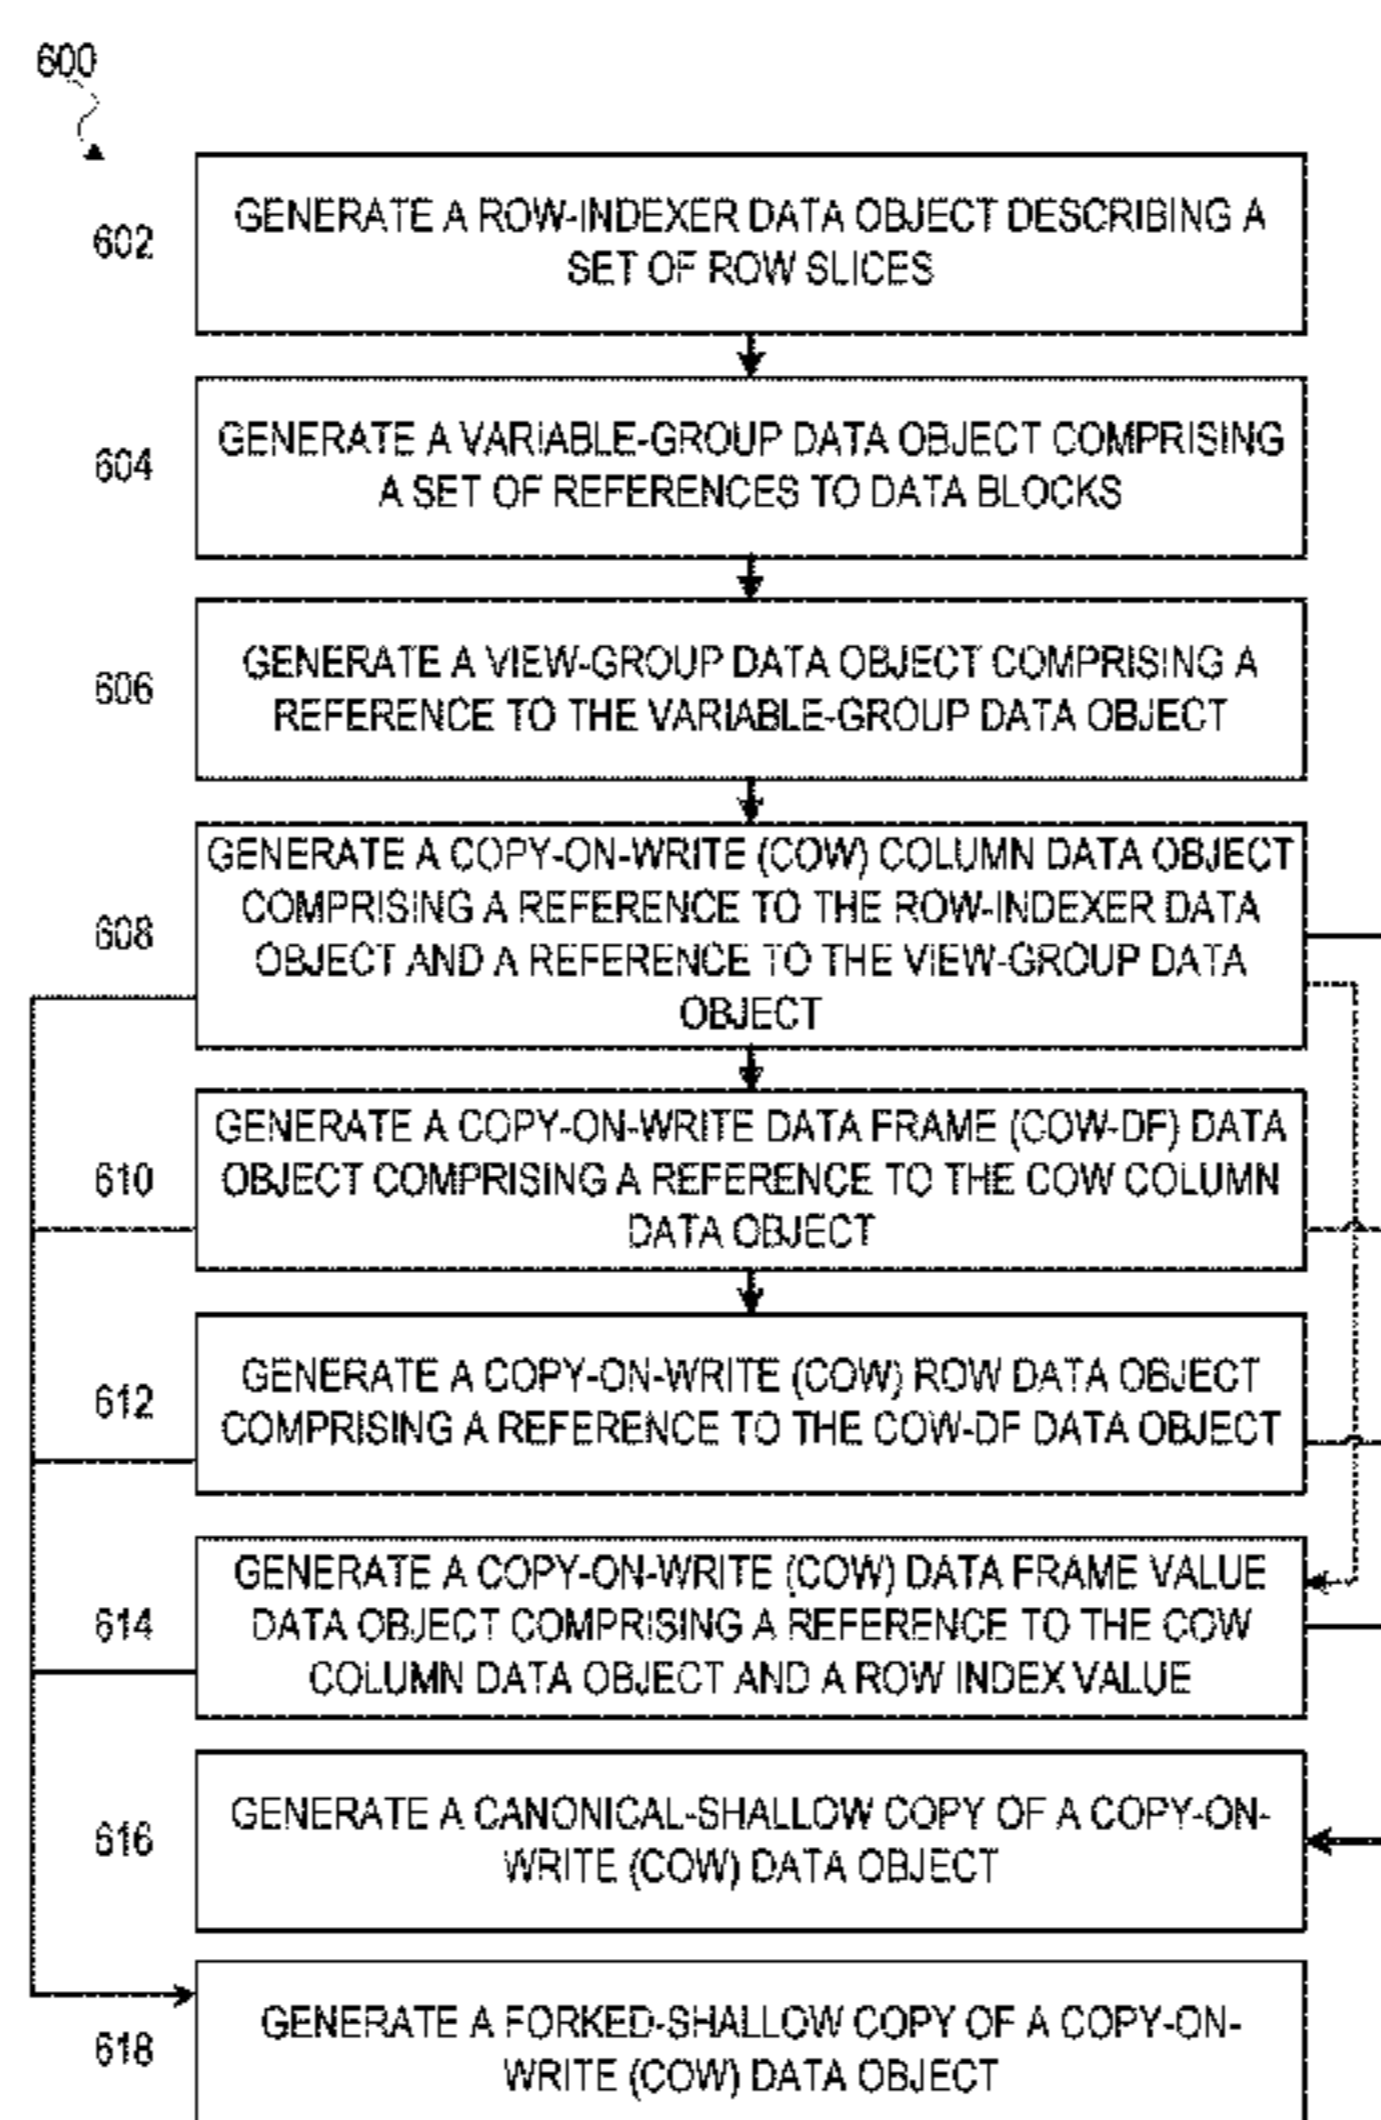 600
602
GENERATE A ROW-INDEXER DATA OBJECT DESCRIBING A
SET OF ROW SLICES
604
GENERATE A VARIABLE-GROUP DATA OBJECT COMPRISING
A SET OF REFERENCES TO DATA BLOCKS
606
GENERATE A VIEW-GROUP DATA OBJECT COMPRISING A
REFERENCE TO THE VARIABLE-GROUP DATA OBJECT
608
GENERATE A COPY-ON-WRITE (COW) COLUMN DATA OBJECT
COMPRISING A REFERENCE TO THE ROW-INDEXER DATA
OBJECT AND A REFERENCE TO THE VIEW-GROUP DATA
OBJECT
610
GENERATE A COPY-ON-WRITE DATA FRAME (COW-DF) DATA
OBJECT COMPRISING A REFERENCE TO THE COW COLUMN
DATA OBJECT
612
GENERATE A COPY-ON-WRITE (COW) ROW DATA OBJECT
COMPRISING A REFERENCE TO THE COW-DF DATA OBJECT
614
GENERATE A COPY-ON-WRITE (COW) DATA FRAME VALUE
DATA OBJECT COMPRISING A REFERENCE TO THE COW
COLUMN DATA OBJECT AND A ROW INDEX VALUE
616
GENERATE A CANONICAL-SHALLOW COPY OF A COPY-ON-
WRITE (COW) DATA OBJECT
618
GENERATE A FORKED-SHALLOW COPY OF A COPY-ON-
WRITE (COW) DATA OBJECT